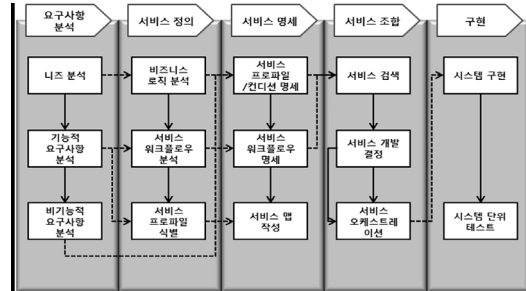 요구사항
분석
서비스 정의
서비스 명세
서비스 조합
구현
니즈 분석
비즈니스
로직 분석
서비스
프로파일
/컨디션 명세
서비스 검색
시스템 구현
기능적
요구사항
분석
서비스
워크플로우
분석
서비스
워크플로우
명세
서비스 개발
결정
비기능적
요구사항
분석
서비스
프로파일
식별
서비스 맵
작성
서비스
오케스트레
이션
시스템 단위
테스트